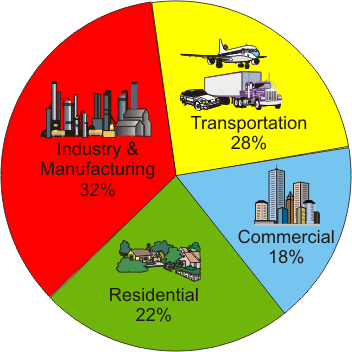 Transportation
28%
Industry &
Manufacturing
32%
Commercial
18%
Residential
22%